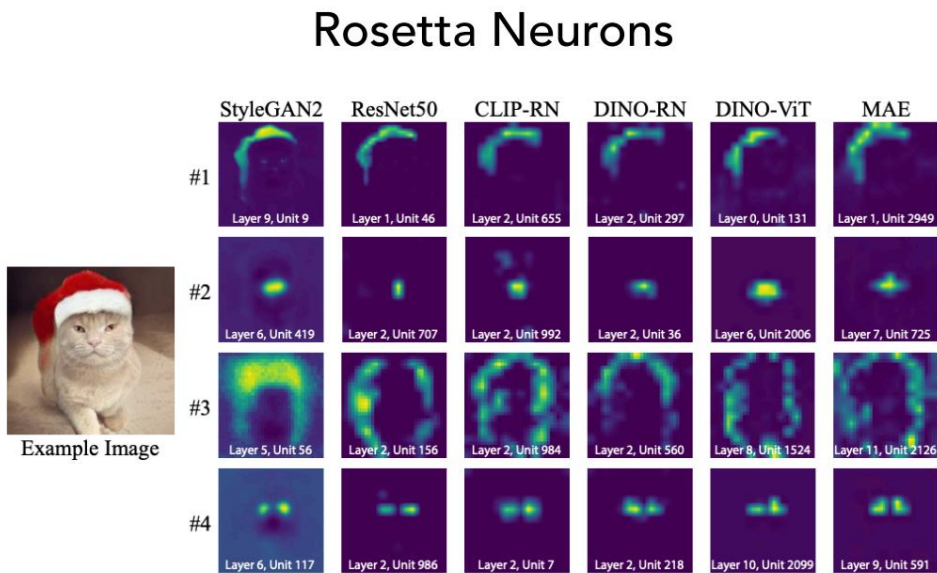 Rosetta Neurons
StyleGAN2 ResNet50 CLIP-RN DINO-RN DINO-ViT MAE
#1
Layer 9, Unit 9 Layer 1, Unit 46 Layer 2, Unit 655 Layer 2, Unit 297 Layer 0, Unit 131 Layer 1, Unit 2949
#2
Layer 6, Unit 419 Layer 2, Unit 707 Layer 2, Unit 992 Layer 2, Unit 36 Layer 6, Unit 2006 Layer 7, Unit 725
#3
Layer 5, Unit 56 Layer 2, Unit 156 Layer 2, Unit 984 Layer 2, Unit 560 Layer 8, Unit 1524 Layer 11, Unit 2126
Example Image
#4
Layer 6, Unit 117 Layer 2, Unit 986 Layer 2, Unit 7 Layer 2, Unit 218 Layer 10, Unit 2099 Layer 9, Unit 591